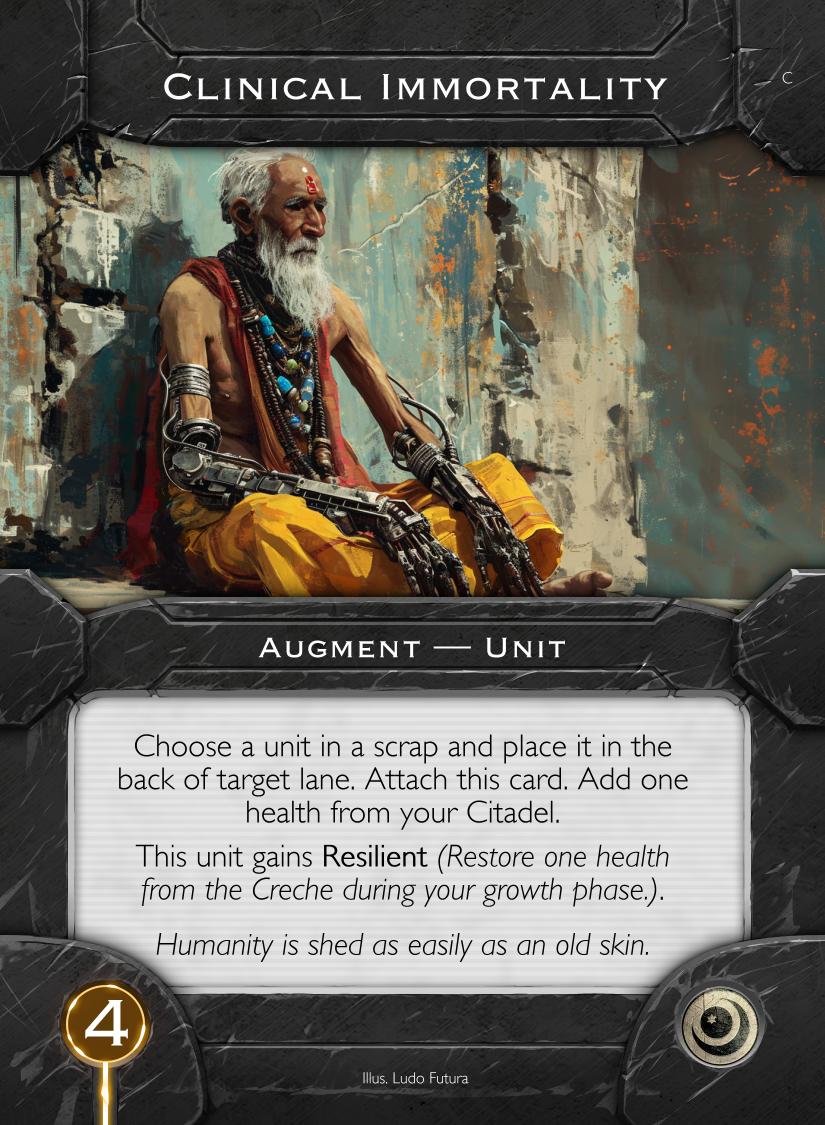 Clinical Immortality
C
Augment — Unit
Choose a unit in a scrap and place it in the
back of target lane. Attach this card. Add one
health from your Citadel.
This unit gains Resilient (Restore one health
from the Creche during your growth phase.).
Humanity is shed as easily as an old skin.
4
Illus. Ludo Futura